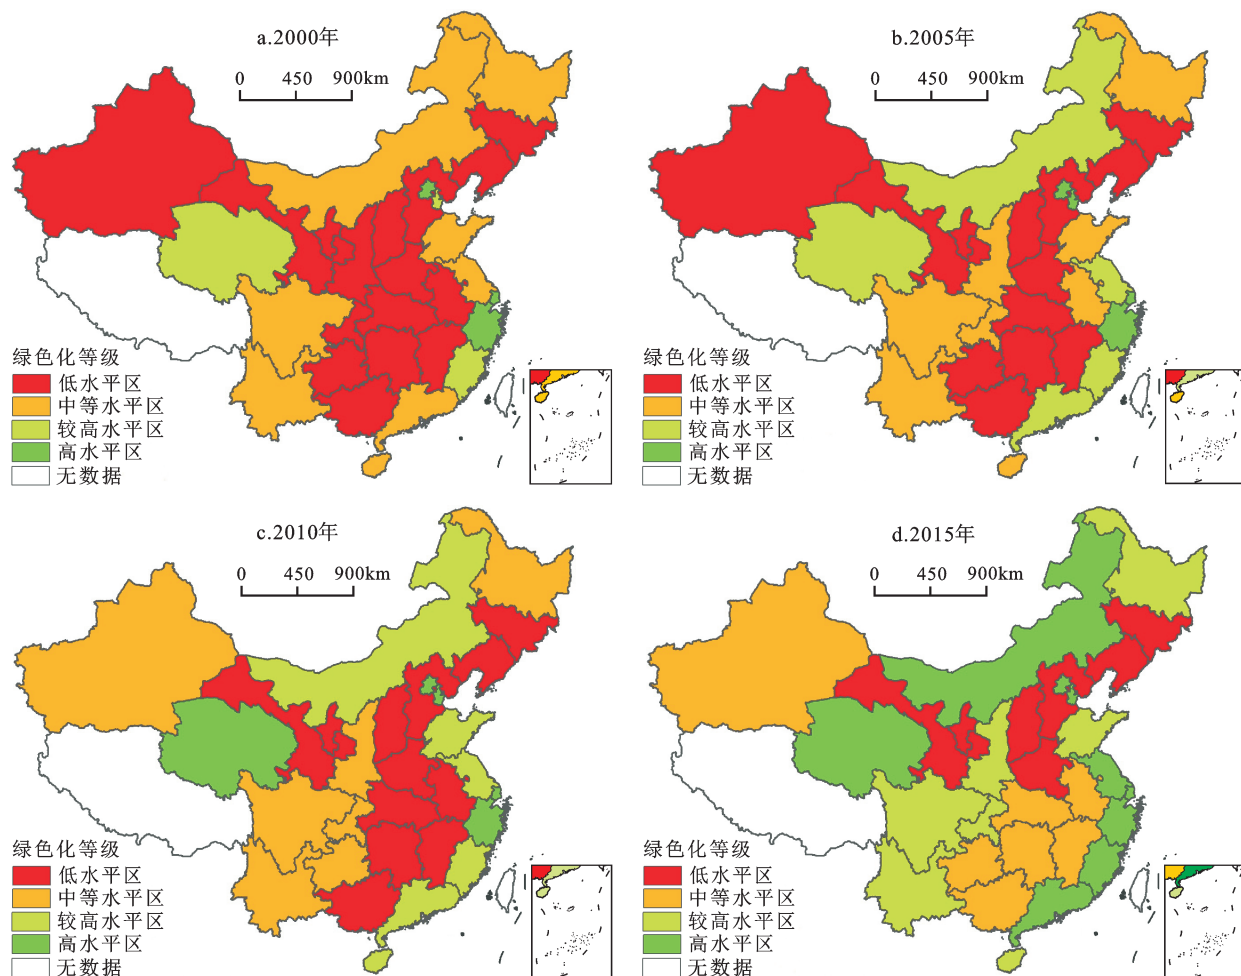 a.2000年
0 450 900km
绿色化等级
低水平区
中等水平区
较高水平区
高水平区
无数据
b.2005年
0 450 900km
绿色化等级
低水平区
中等水平区
较高水平区
高水平区
无数据
c.2010年
0 450 900km
绿色化等级
低水平区
中等水平区
较高水平区
高水平区
无数据
d.2015年
0 450 900km
绿色化等级
低水平区
中等水平区
较高水平区
高水平区
无数据